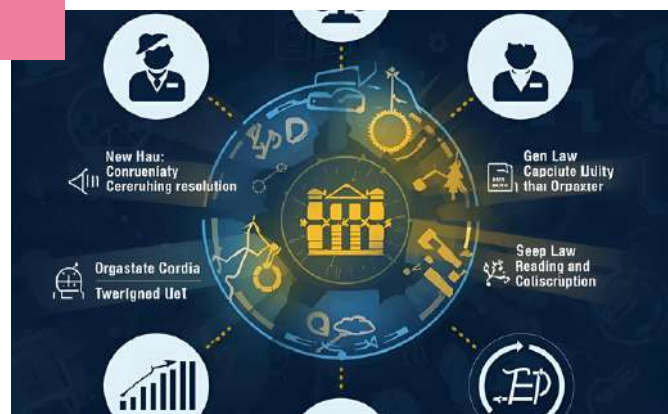 New Hau:
Conrueniaty
Cereruhing resolution
Gen Law
Capciute Uuity
thai Orpaxter
Orgastate Cordia
Twerigned UeT
Seep Law
Reading and
Coliscruption
EP